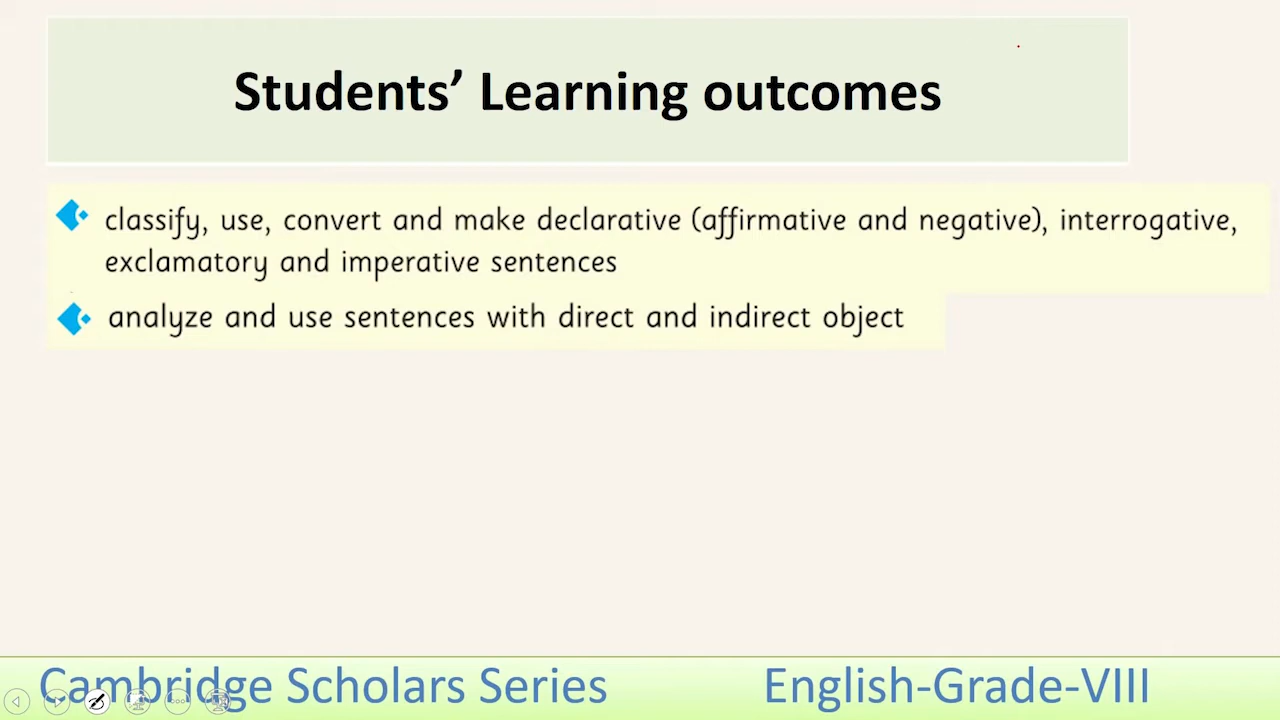 Students’ Learning outcomes
classify, use, convert and make declarative (affirmative and negative), interrogative,
exclamatory and imperative sentences
analyze and use sentences with direct and indirect object
Cambridge Scholars Series English-Grade-VIII